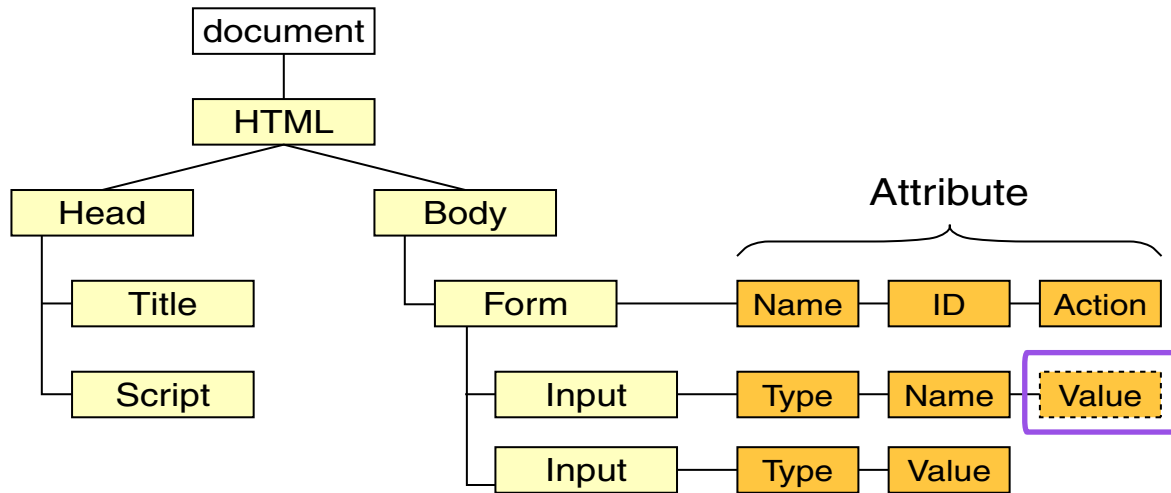 document
HTML
Head
Body
Attribute
Title
Form
Name
ID
Action
Script
Input
Type
Name
Value
Input
Type
Value